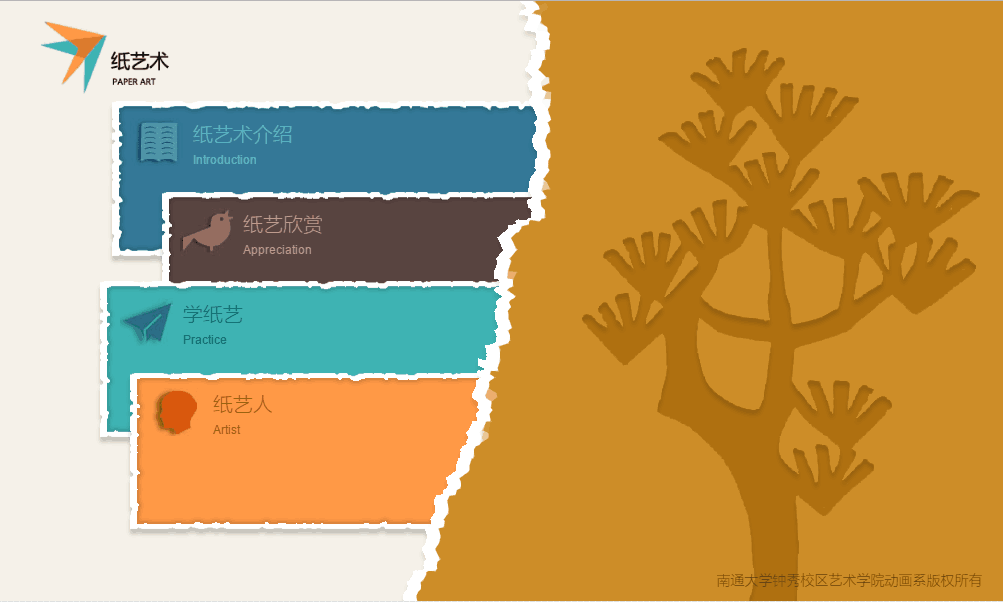 纸艺术
PAPER ART
纸艺术介绍
Introduction
纸艺欣赏
Appreciation
学纸艺
Practice
纸艺人
Artist
南通大学钟秀校区艺术学院动画系版权所有